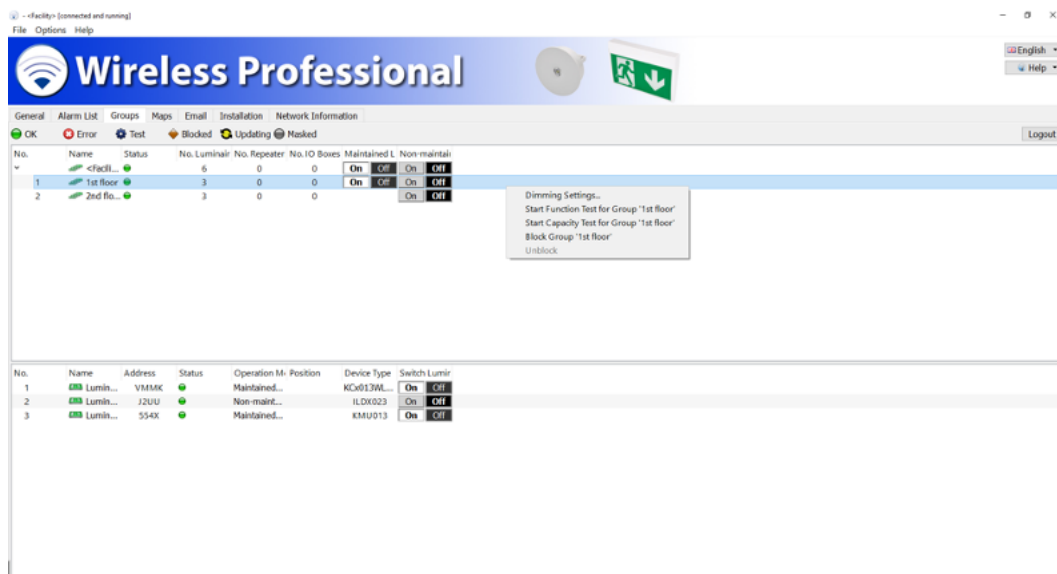 - <Facility> [connected and running]
File Options Help
Wireless Professional
English
Help
General Alarm List Groups Maps Email Installation Network Information
OK Error Test Blocked Updating Masked Logout
No. Name Status No. Luminair No. Repeater No. IO Boxes Maintained L Non-maintai
<Facili... 6 0 0 On Off On Off
1 1st floor 3 0 0 On Off On Off
2 2nd flo... 3 0 0 On Off
Dimming Settings...
Start Function Test for Group '1st floor'
Start Capacity Test for Group '1st floor'
Block Group '1st floor'
Unblock
No. Name Address Status Operation M Position Device Type Switch Lumir
1 Lumin... VMMK Maintained... KCx013WL... On Off
2 Lumin... J2UU Non-maint... ILDX023 On Off
3 Lumin... 554X Maintained... KMU013 On Off